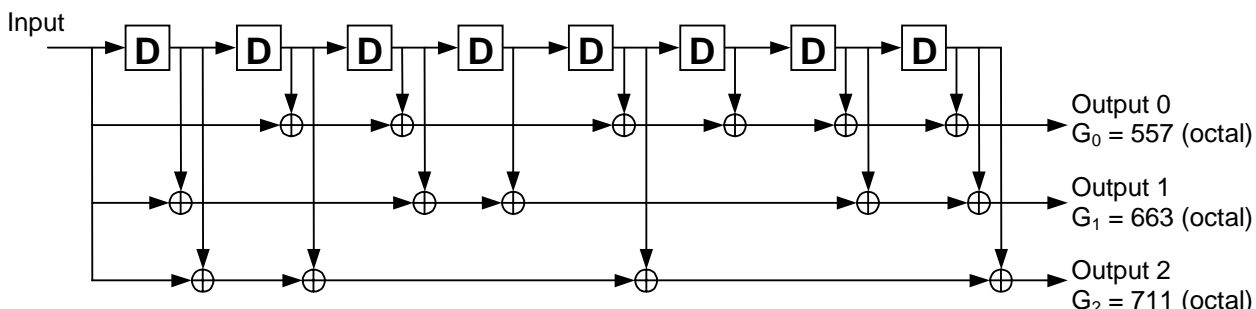 Input
D D D D D D D D
Output 0
G₀ = 557 (octal)
Output 1
G₁ = 663 (octal)
Output 2
G₂ = 711 (octal)